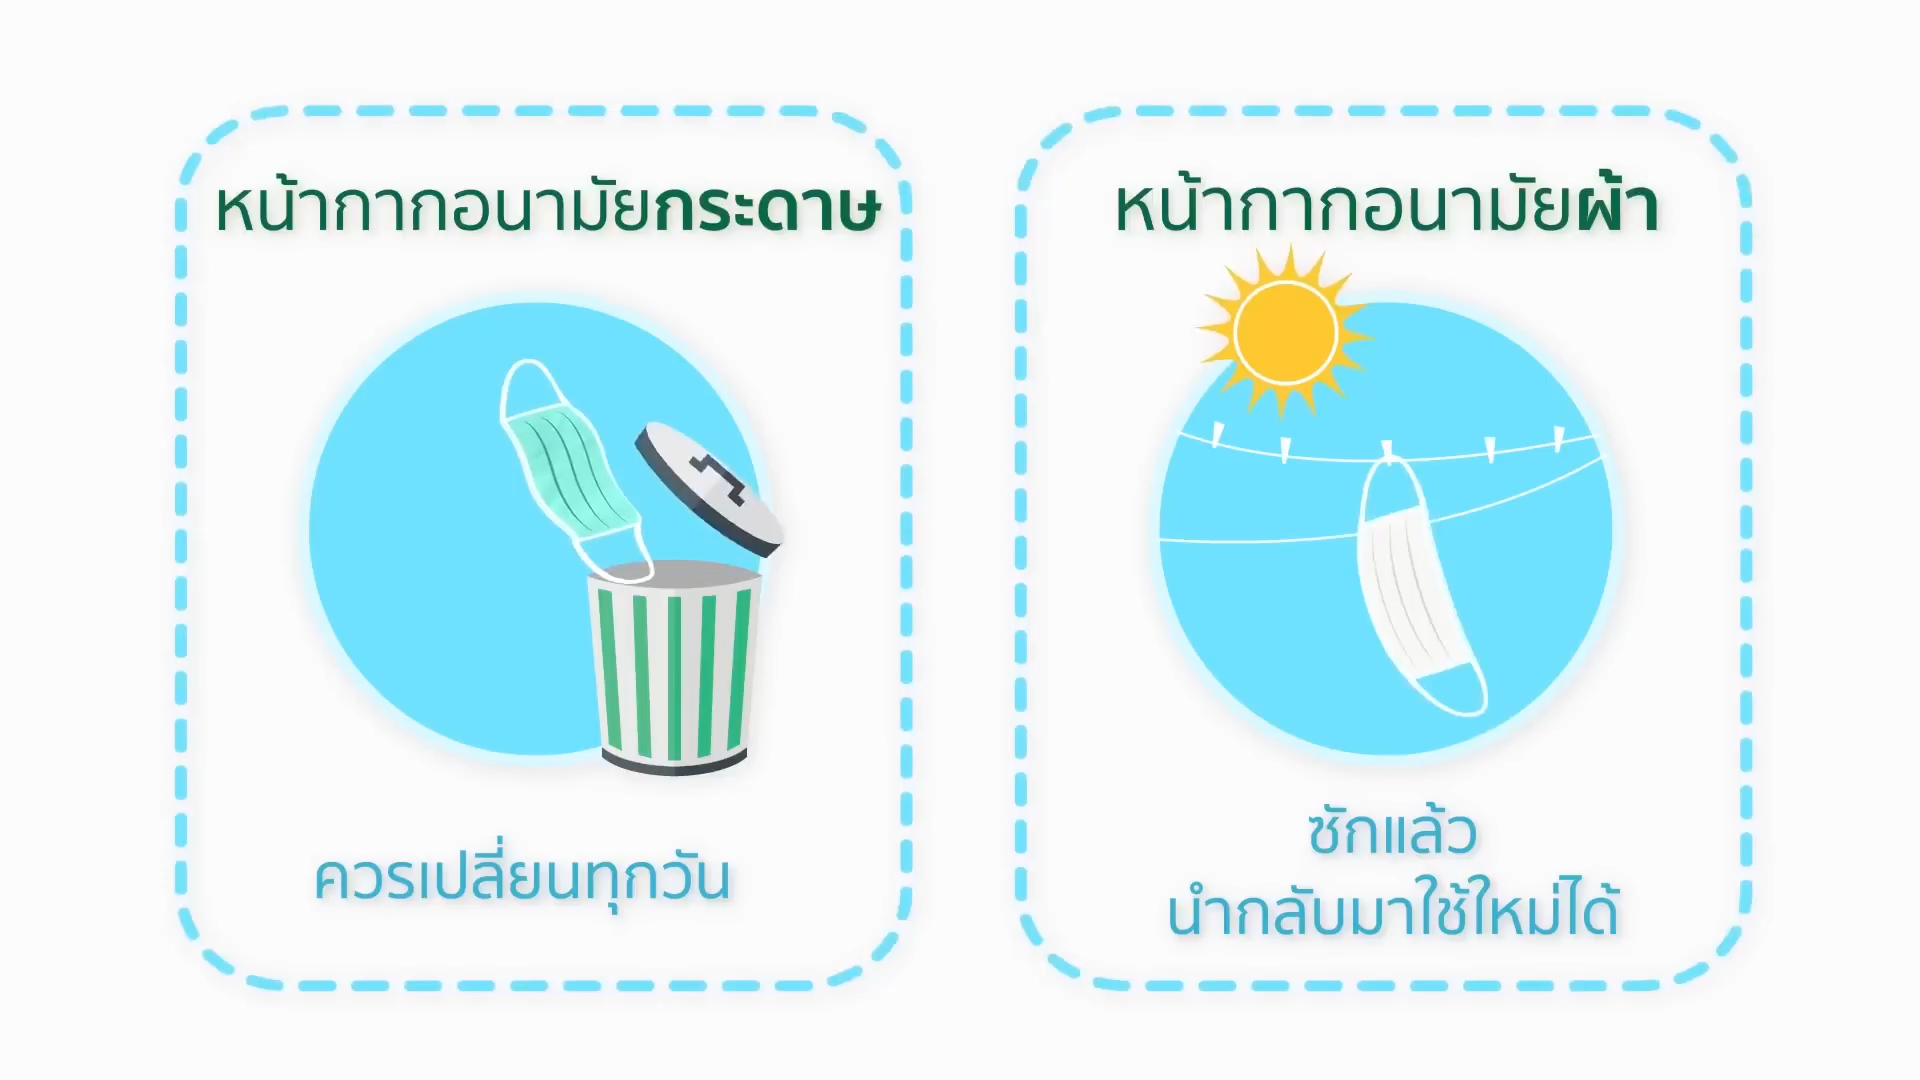 หน้ากากอนามัยกระดาษ
ควรเปลี่ยนทุกวัน
หน้ากากอนามัยผ้า
ซักแล้ว
นำกลับมาใช้ใหม่ได้